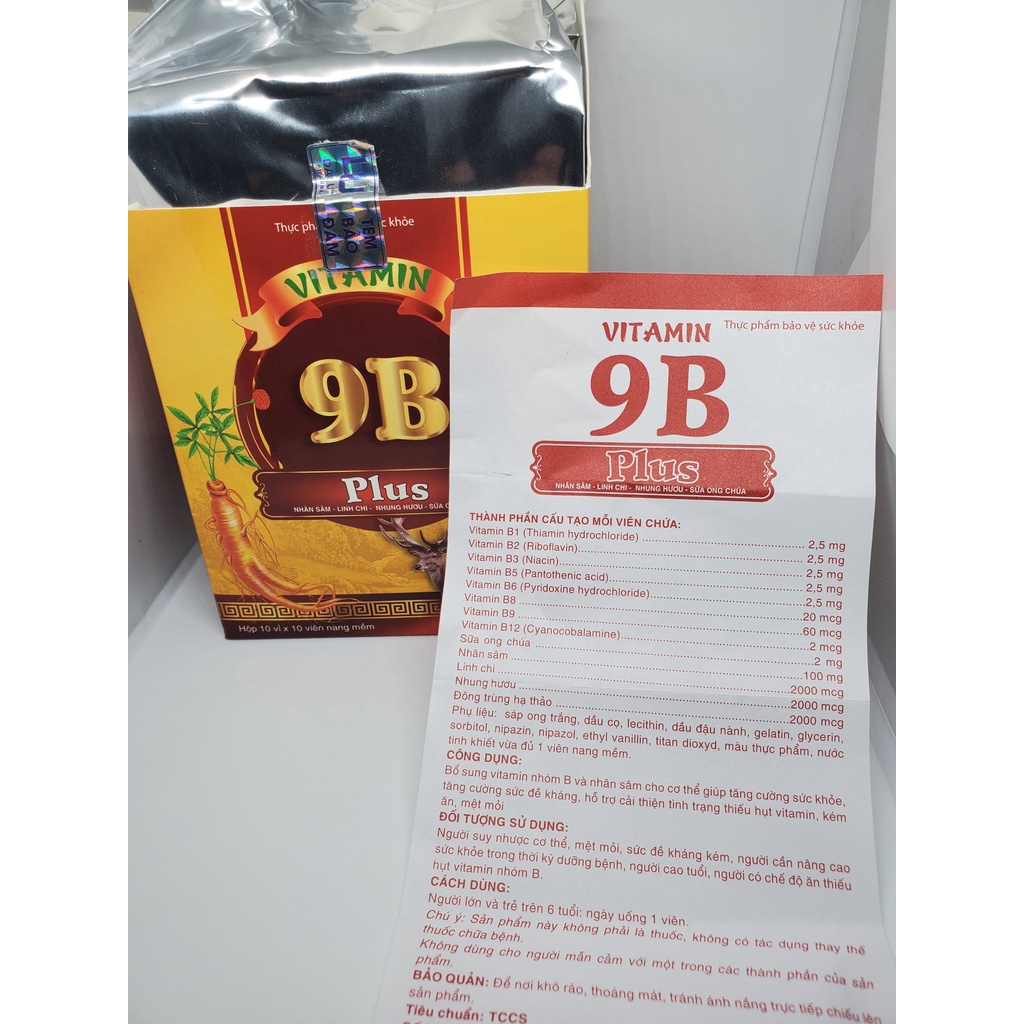 LU
TEM
BẢO
ĐẢM
Thực phẩ c khỏe
VITAMIN
9B
Plus
NHÂN SÂM - LINH CHI - NHUNG HƯƠU - SỮA O
Hộp 10 vỉ x 10 viên nang mềm
VITAMIN Thực phẩm bảo vệ sức khỏe
9B
Plus
NHÂN SÂM - LINH CHI - NHUNG HƯƠU - SỮA ONG CHÚA
THÀNH PHẦN CẤU TẠO MỖI VIÊN CHỨA:
Vitamin B1 (Thiamin hydrochloride) ........ 2,5 mg
Vitamin B2 (Riboflavin)........ 2,5 mg
Vitamin B3 (Niacin)........ 2,5 mg
Vitamin B5 (Pantothenic acid)........ 2,5 mg
Vitamin B6 (Pyridoxine hydrochloride)........ 2,5 mg
Vitamin B8 ........ 20 mcg
Vitamin B9 ........ 60 mcg
Vitamin B12 (Cyanocobalamine)........ 2 mcg
Sữa ong chúa ........ 2 mg
Nhân sâm ........ 100 mg
Linh chi ........ 2000 mcg
Nhung hươu ........ 2000 mcg
Đông trùng hạ thảo ........ 2000 mcg
Phụ liệu: sáp ong trắng, dầu cọ, lecithin, dầu đậu nành, gelatin, glycerin,
sorbitol, nipazin, nipazol, ethyl vanillin, titan dioxyd, màu thực phẩm, nước
tinh khiết vừa đủ 1 viên nang mềm.
CÔNG DỤNG:
Bổ sung vitamin nhóm B và nhân sâm cho cơ thể giúp tăng cường sức khỏe,
tăng cường sức đề kháng, hỗ trợ cải thiện tình trạng thiếu hụt vitamin, kém
ăn, mệt mỏi
ĐỐI TƯỢNG SỬ DỤNG:
Người suy nhược cơ thể, mệt mỏi, sức đề kháng kém, người cần nâng cao
sức khỏe trong thời kỳ dưỡng bệnh, người cao tuổi, người có chế độ ăn thiếu
hụt vitamin nhóm B.
CÁCH DÙNG:
Người lớn và trẻ trên 6 tuổi: ngày uống 1 viên.
Chú ý: Sản phẩm này không phải là thuốc, không có tác dụng thay thế
thuốc chữa bệnh.
Không dùng cho người mẫn cảm với một trong các thành phần của sản
phẩm.
BẢO QUẢN: Để nơi khô ráo, thoáng mát, tránh ánh nắng trực tiếp chiếu lên
sản phẩm.
Tiêu chuẩn: TCCS